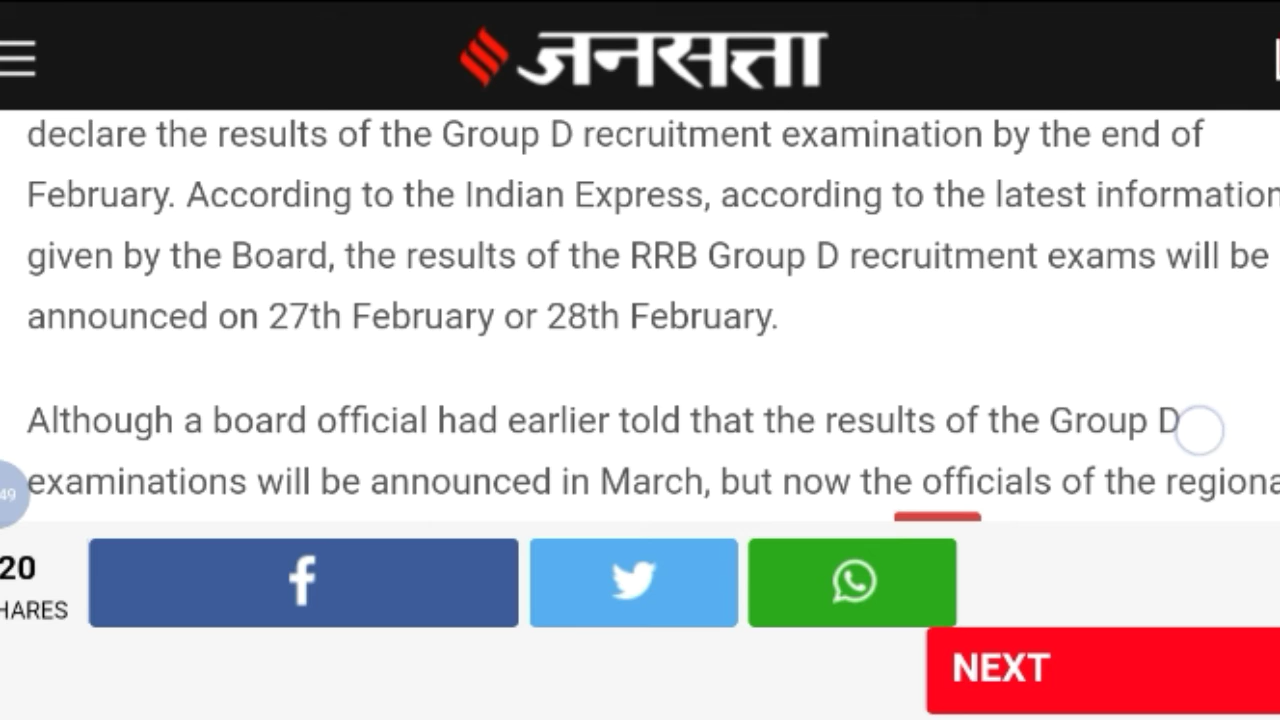 जनसत्ता
declare the results of the Group D recruitment examination by the end of
February. According to the Indian Express, according to the latest information
given by the Board, the results of the RRB Group D recruitment exams will be
announced on 27th February or 28th February.
Although a board official had earlier told that the results of the Group D
examinations will be announced in March, but now the officials of the regiona
49
20
HARES
NEXT